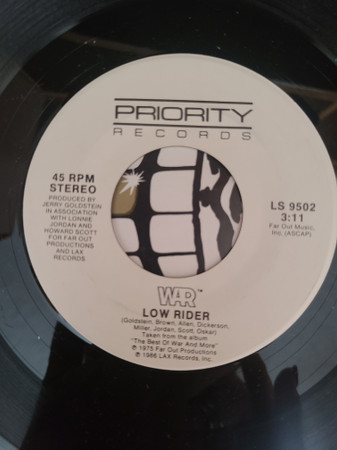 PRIORITY
RECORDS
45 RPM
STEREO
PRODUCED BY
JERRY GOLDSTEIN
IN ASSOCIATION
WITH LONNIE
JORDAN AND
HOWARD SCOTT
FOR FAR OUT
PRODUCTIONS
AND LAX
RECORDS
LS 9502
3:11
Far Out Music,
Inc. (ASCAP)
WAR™
LOW RIDER
(Goldstein, Brown, Allan, Dickerson,
Miller, Jordan, Scott, Oskar)
Taken from the album
"The Best Of War And More"
℗ 1975 Far Out Productions
© 1986 LAX Records, Inc.